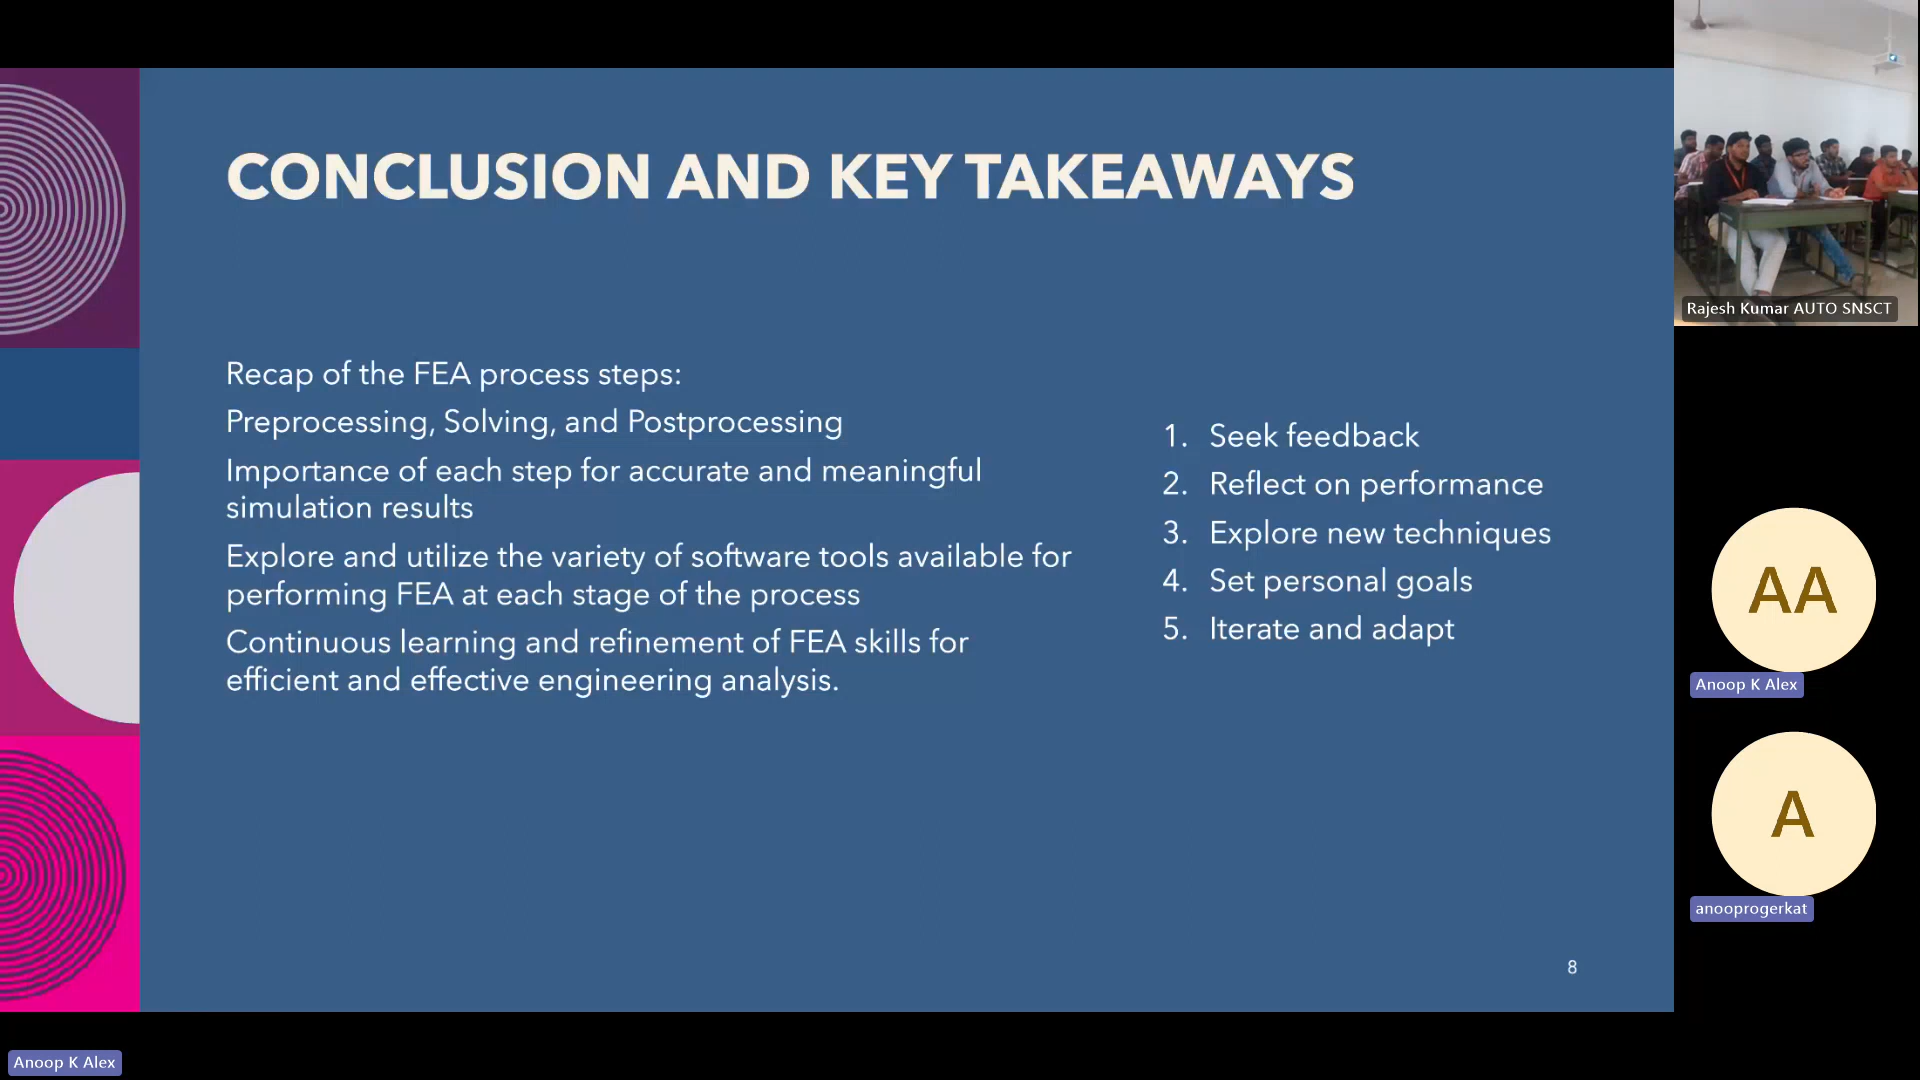 CONCLUSION AND KEY TAKEAWAYS
Recap of the FEA process steps:
Preprocessing, Solving, and Postprocessing
Importance of each step for accurate and meaningful
simulation results
Explore and utilize the variety of software tools available for
performing FEA at each stage of the process
Continuous learning and refinement of FEA skills for
efficient and effective engineering analysis.
1. Seek feedback
2. Reflect on performance
3. Explore new techniques
4. Set personal goals
5. Iterate and adapt
8
Rajesh Kumar AUTO SNSCT
AA
Anoop K Alex
A
anooprogerkat
Anoop K Alex